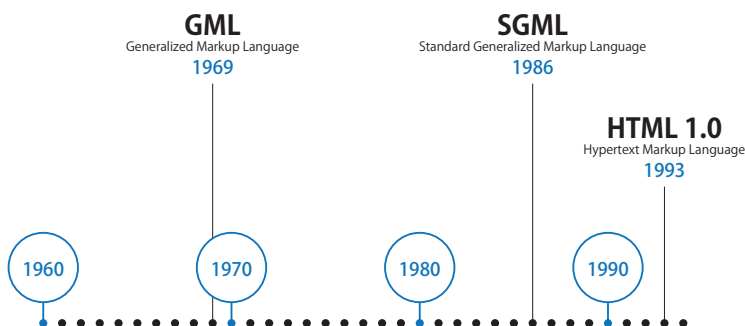 GML
Generalized Markup Language
1969
SGML
Standard Generalized Markup Language
1986
HTML 1.0
Hypertext Markup Language
1993
1960
1970
1980
1990